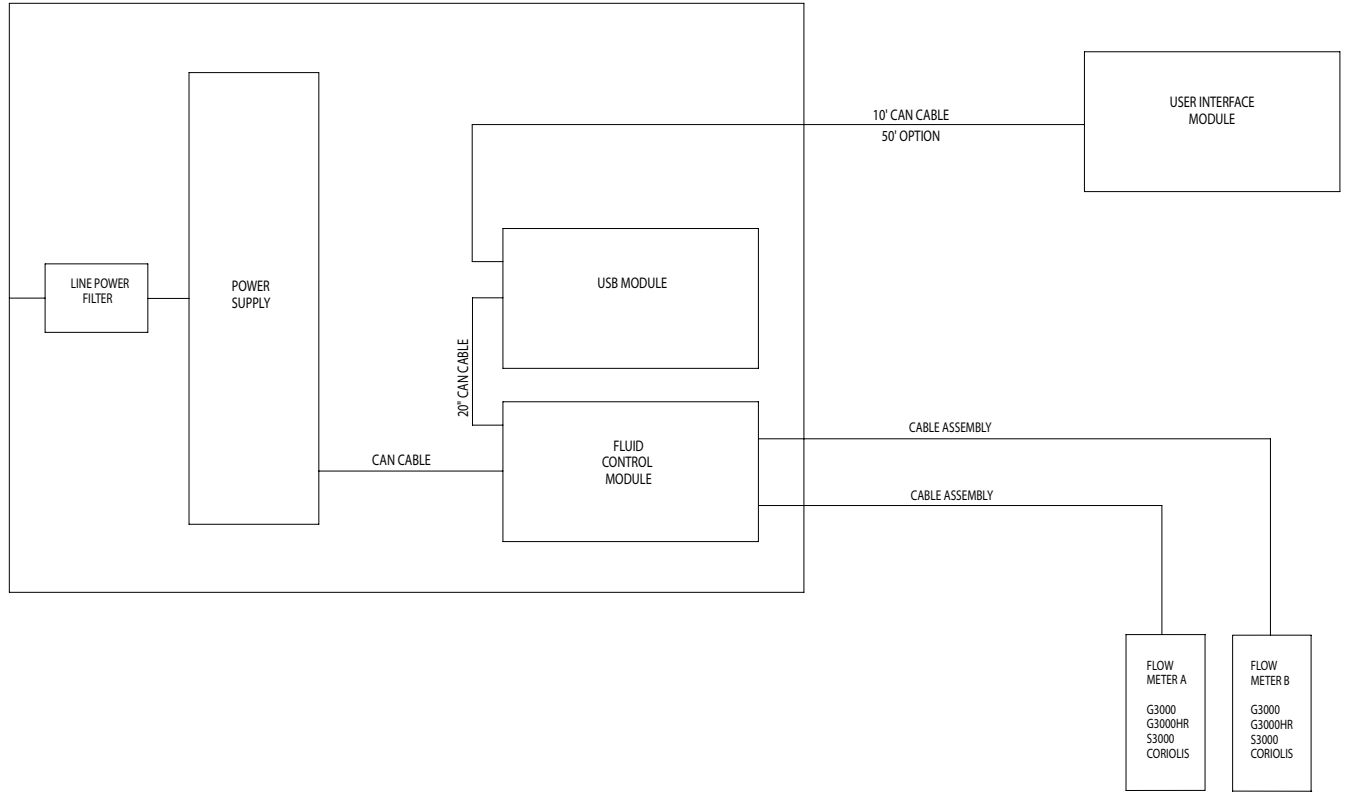 10' CAN CABLE
50' OPTION
USER INTERFACE
MODULE
LINE POWER
FILTER
POWER
SUPPLY
USB MODULE
20" CAN CABLE
CAN CABLE
FLUID
CONTROL
MODULE
CABLE ASSEMBLY
CABLE ASSEMBLY
FLOW
METER A
G3000
G3000HR
S3000
CORIOLIS
FLOW
METER B
G3000
G3000HR
S3000
CORIOLIS